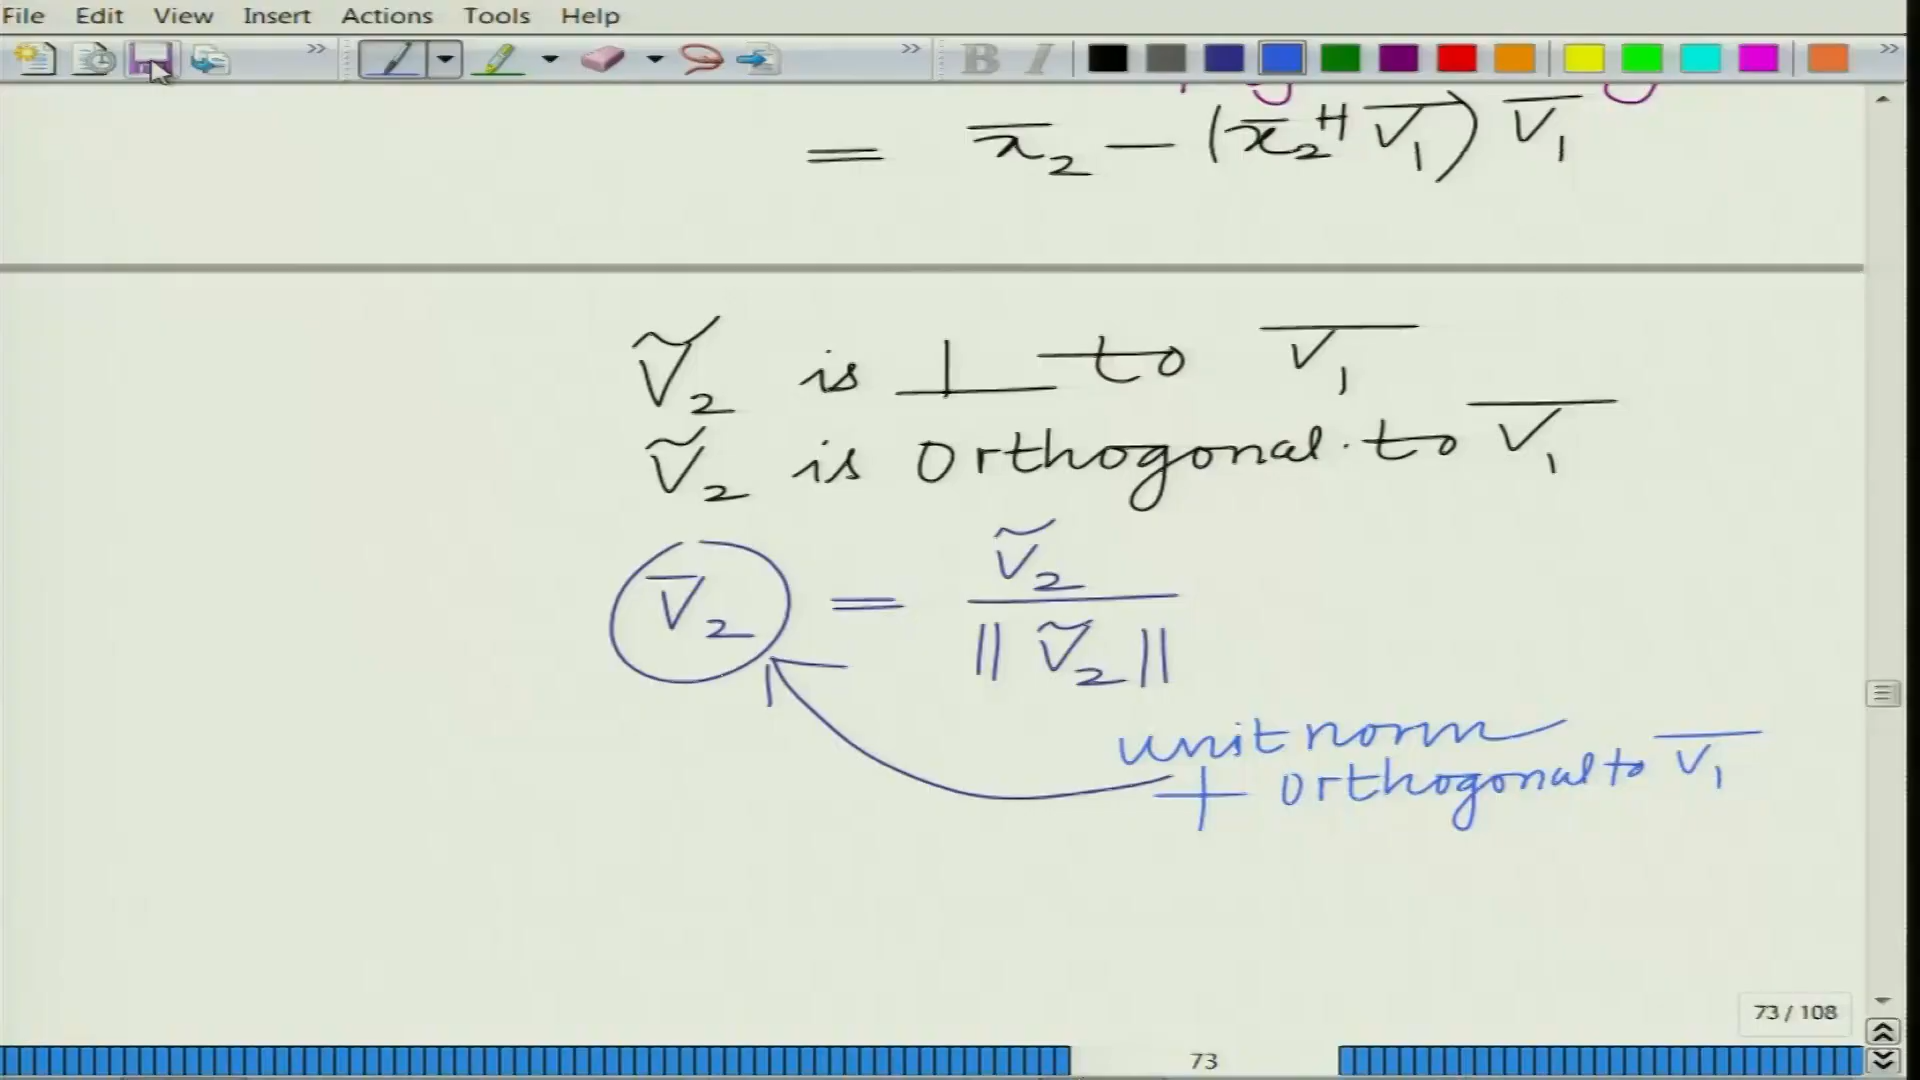 File Edit View Insert Actions Tools Help
B I
= x̄₂ − (x̄₂ᴴ V̄₁) V̄₁
Ṽ₂ is ⊥ to V̄₁
Ṽ₂ is orthogonal to V̄₁
V̄₂ = Ṽ₂ / ‖Ṽ₂‖
unit norm
+ orthogonal to V̄₁
73 / 108
73